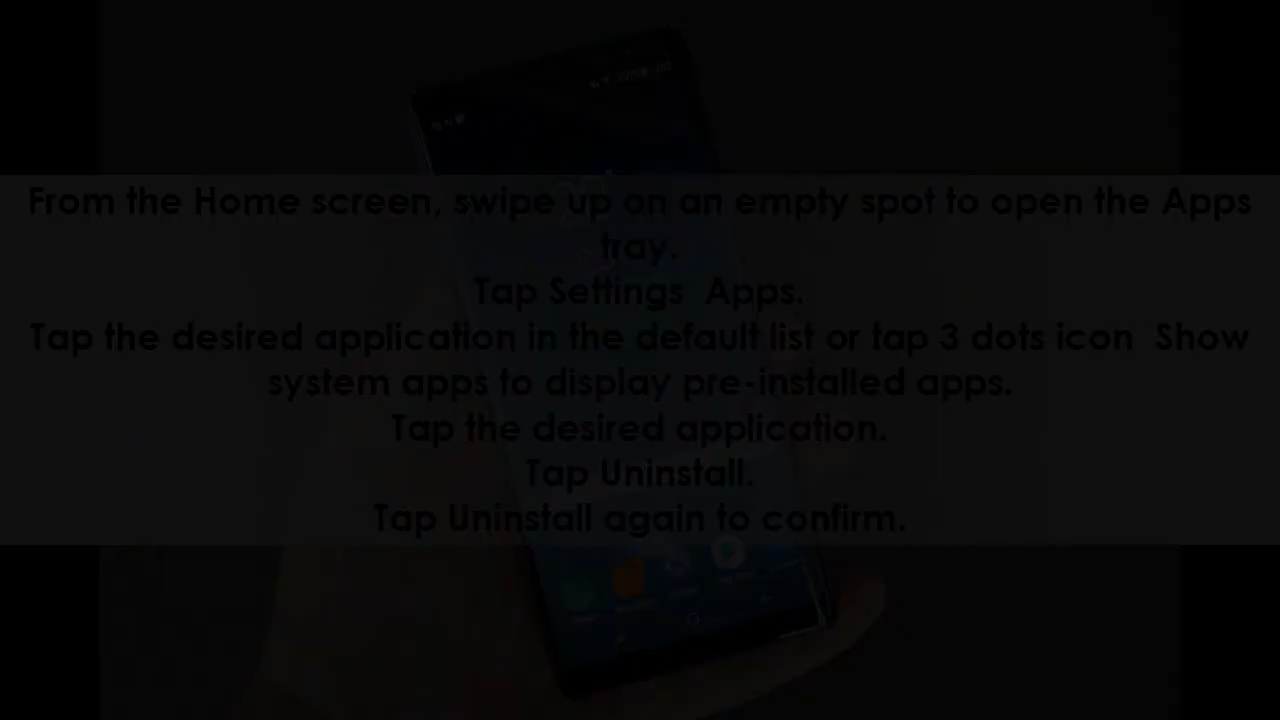 From the Home screen, swipe up on an empty spot to open the Apps
tray.
Tap Settings  Apps.
Tap the desired application in the default list or tap 3 dots icon  Show
system apps to display pre-installed apps.
Tap the desired application.
Tap Uninstall.
Tap Uninstall again to confirm.